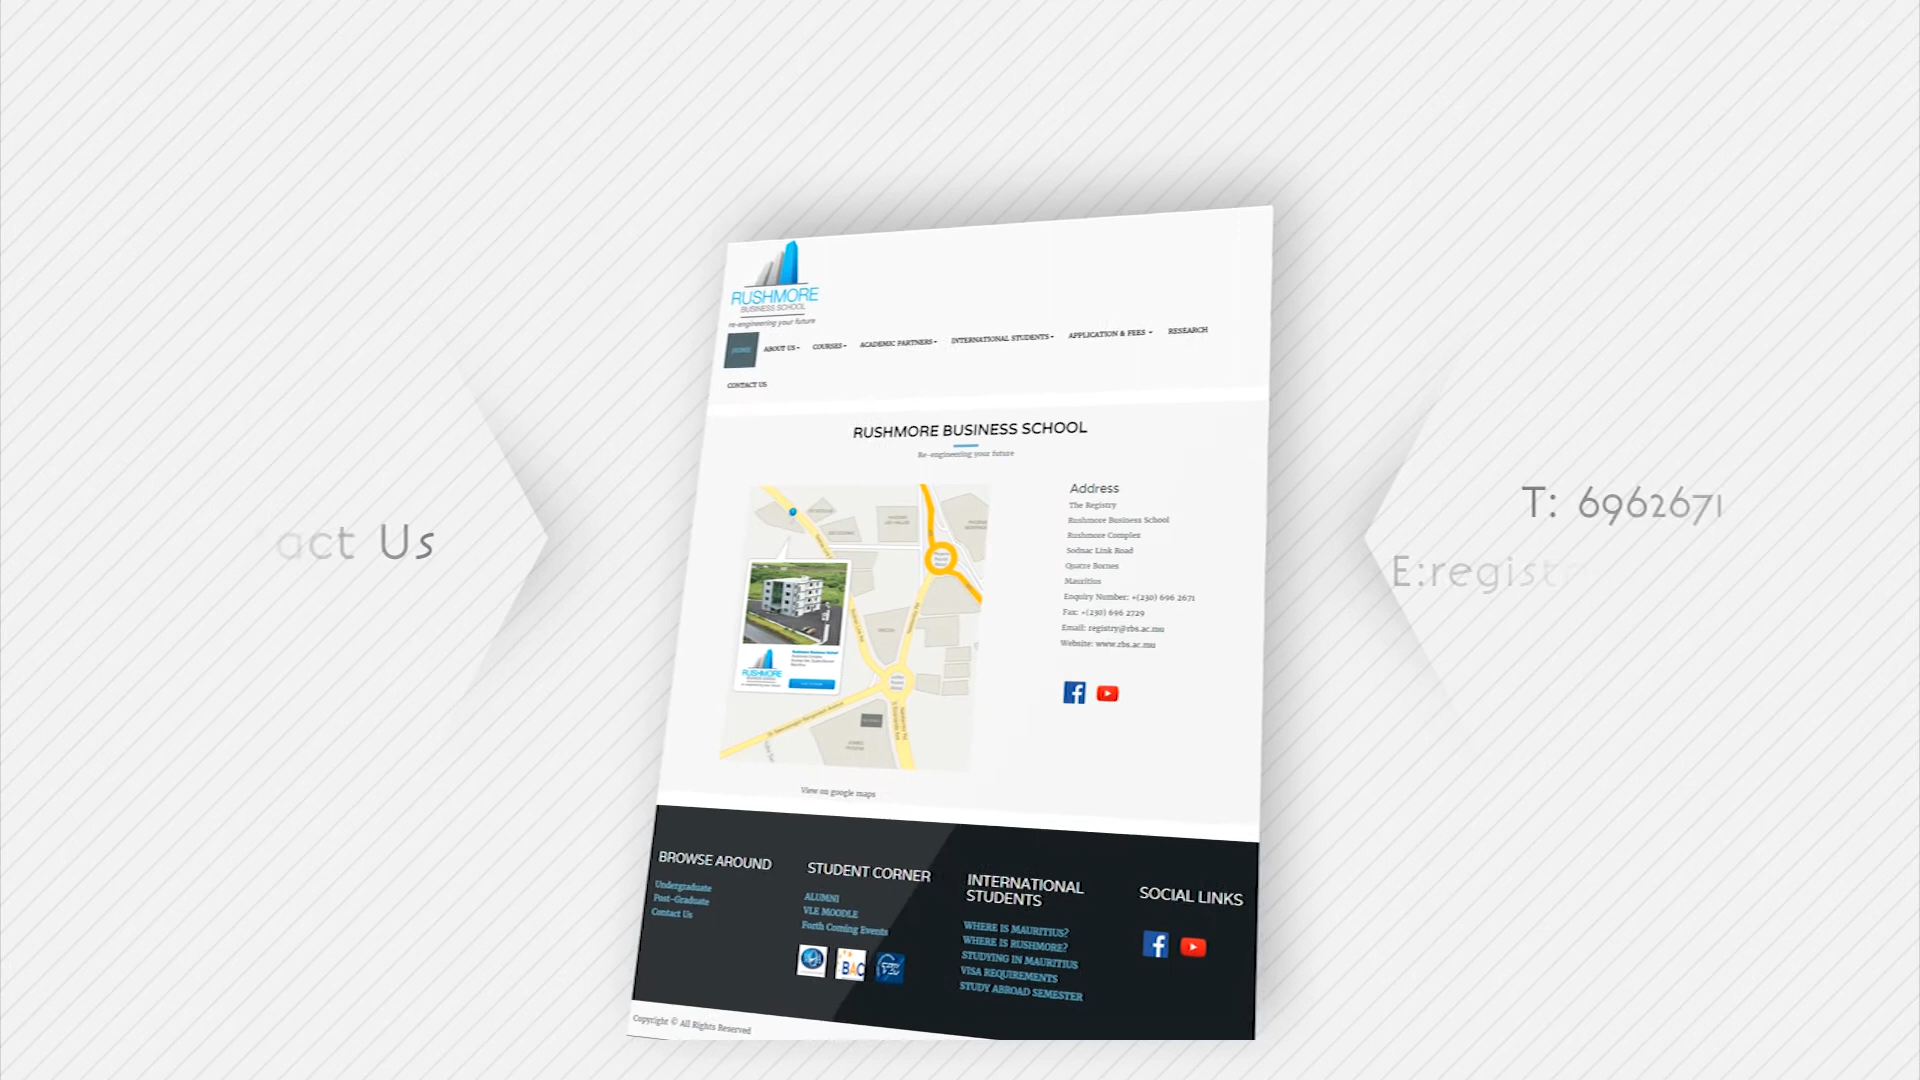 act Us
RUSHMORE
BUSINESS SCHOOL
re-engineering your future
HOME
ABOUT US
COURSES
ACADEMIC PARTNERS
INTERNATIONAL STUDENTS
APPLICATION & FEES
RESEARCH
CONTACT US
RUSHMORE BUSINESS SCHOOL
Re-engineering your future
Address
The Registry
Rushmore Business School
Rushmore Complex
Sodnac Link Road
Quatre Bornes
Mauritius
Enquiry Number: +(230) 696 2671
Fax: +(230) 696 2729
Email: registry@rbs.ac.mu
Website: www.rbs.ac.mu
RUSHMORE
View on google maps
T: 6962671
E:regist
BROWSE AROUND
Undergraduate
Post-Graduate
Contact Us
STUDENT CORNER
ALUMNI
VLE MOODLE
Forth Coming Events
BAC
INTERNATIONAL
STUDENTS
WHERE IS MAURITIUS?
WHERE IS RUSHMORE?
STUDYING IN MAURITIUS
VISA REQUIREMENTS
STUDY ABROAD SEMESTER
SOCIAL LINKS
Copyright © All Rights Reserved